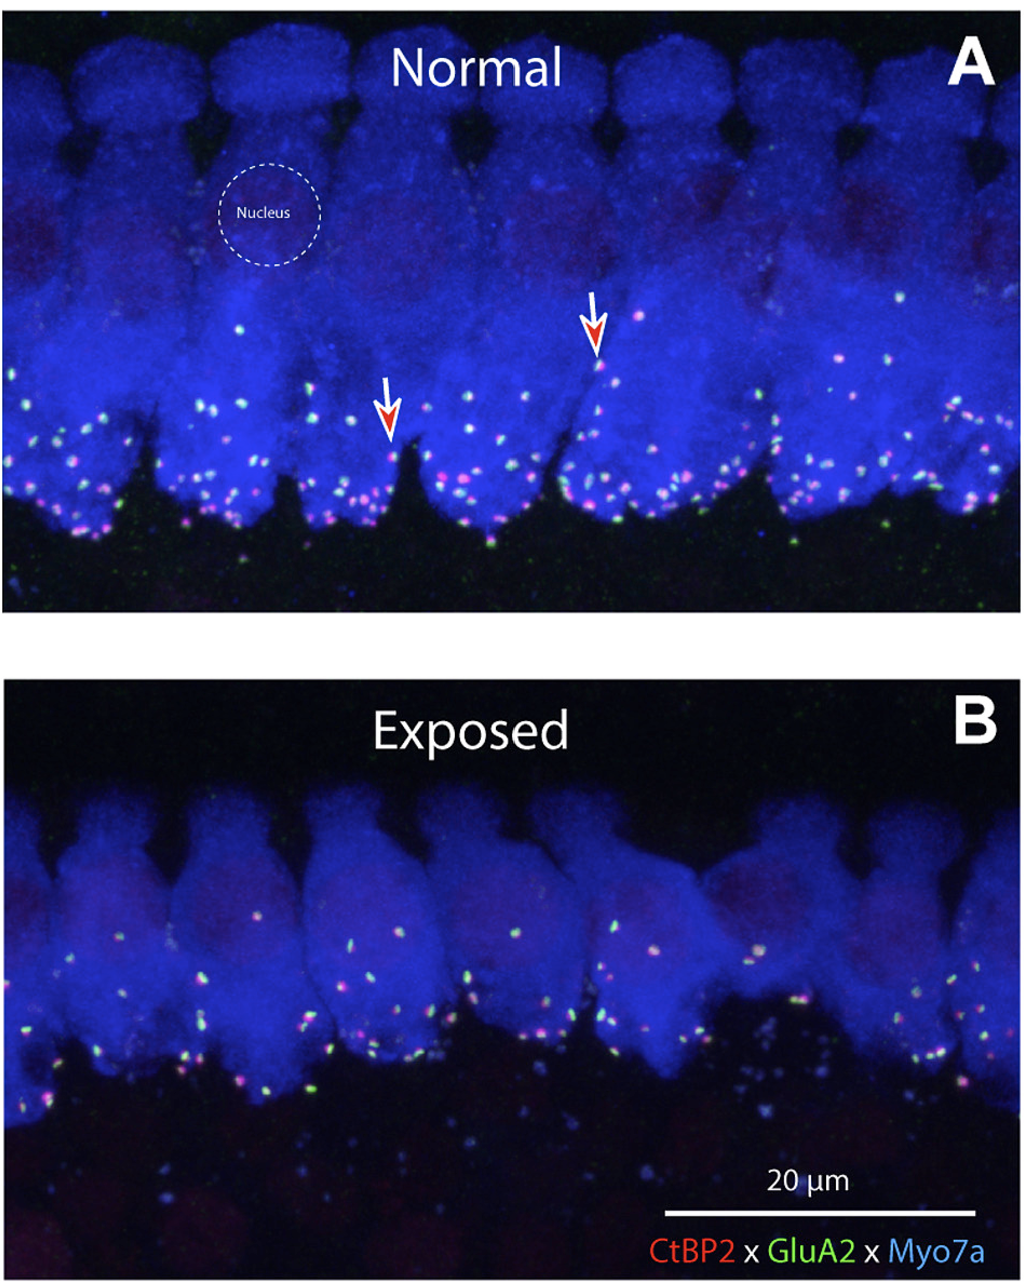 Normal
A
Nucleus
Exposed
B
20 µm
CtBP2 x GluA2 x Myo7a